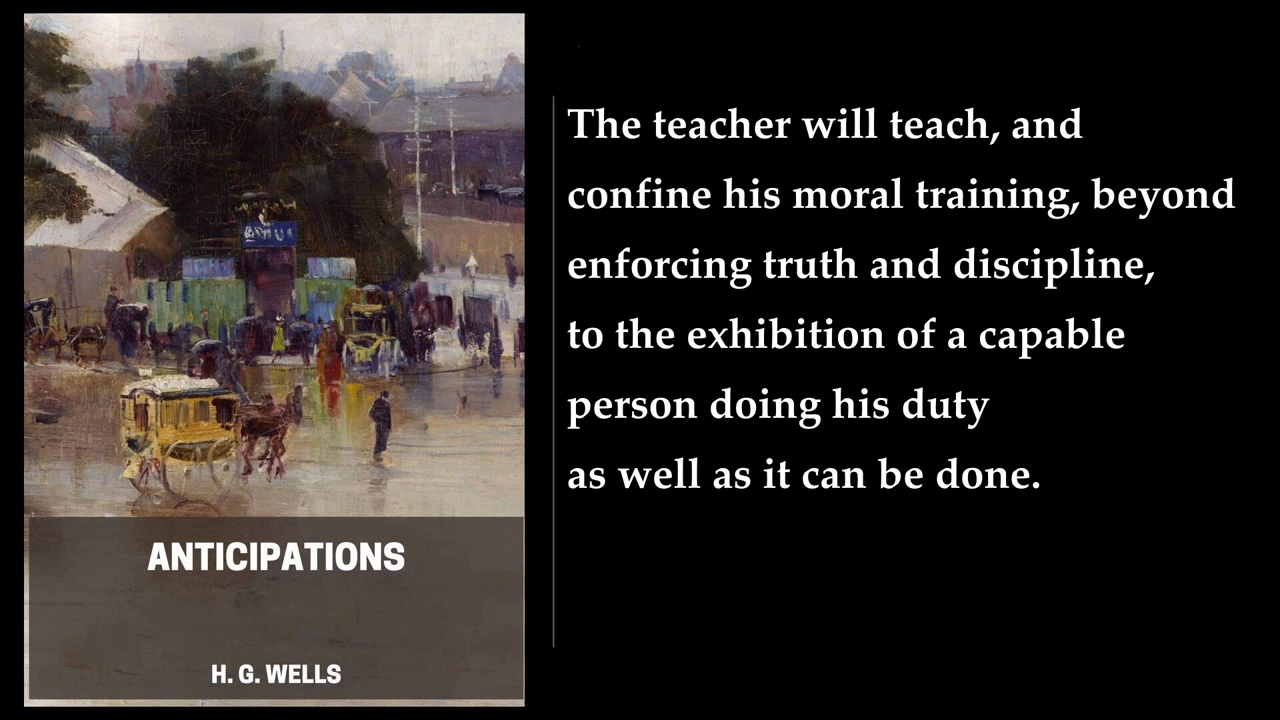 The teacher will teach, and
confine his moral training, beyond
enforcing truth and discipline,
to the exhibition of a capable
person doing his duty
as well as it can be done.
ANTICIPATIONS
H. G. WELLS